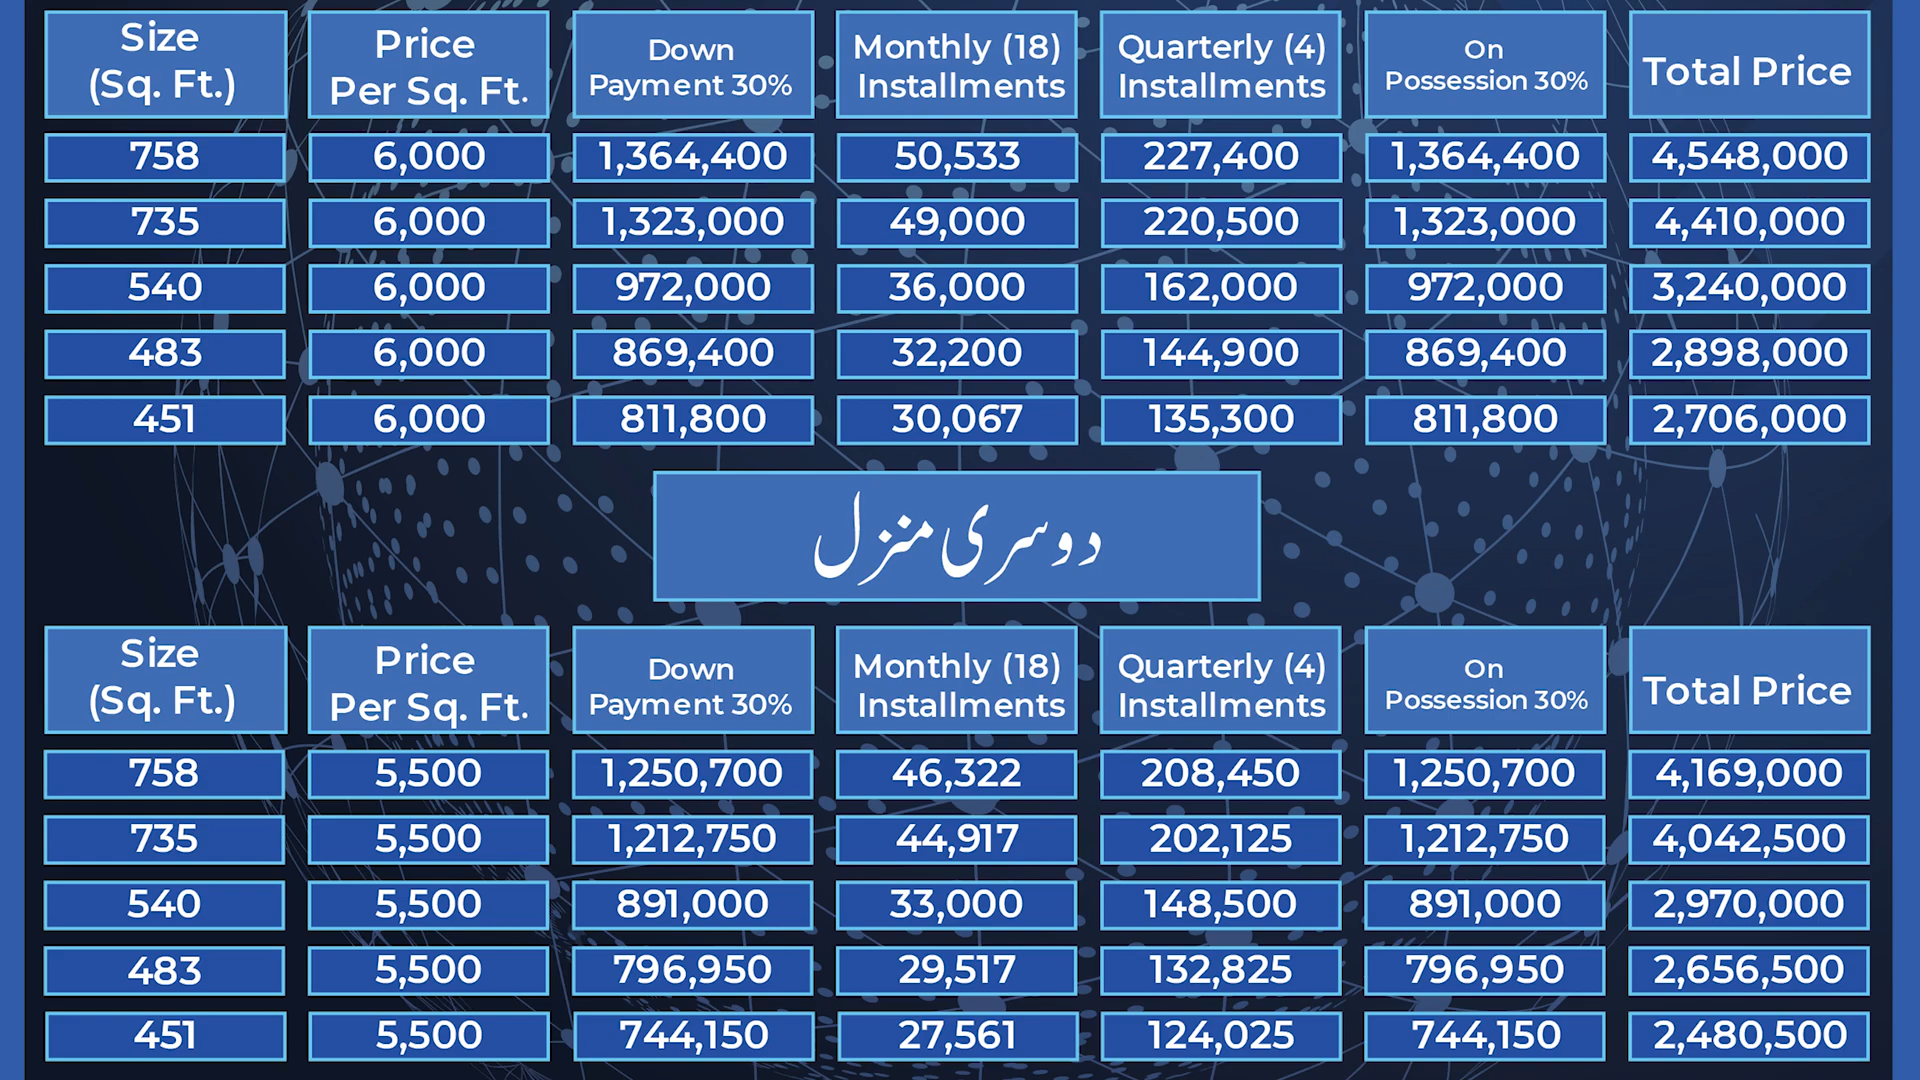 Size (Sq. Ft.) Price Per Sq. Ft. Down Payment 30% Monthly (18) Installments Quarterly (4) Installments On Possession 30% Total Price
758 6,000 1,364,400 50,533 227,400 1,364,400 4,548,000
735 6,000 1,323,000 49,000 220,500 1,323,000 4,410,000
540 6,000 972,000 36,000 162,000 972,000 3,240,000
483 6,000 869,400 32,200 144,900 869,400 2,898,000
451 6,000 811,800 30,067 135,300 811,800 2,706,000
دوسری منزل
Size (Sq. Ft.) Price Per Sq. Ft. Down Payment 30% Monthly (18) Installments Quarterly (4) Installments On Possession 30% Total Price
758 5,500 1,250,700 46,322 208,450 1,250,700 4,169,000
735 5,500 1,212,750 44,917 202,125 1,212,750 4,042,500
540 5,500 891,000 33,000 148,500 891,000 2,970,000
483 5,500 796,950 29,517 132,825 796,950 2,656,500
451 5,500 744,150 27,561 124,025 744,150 2,480,500